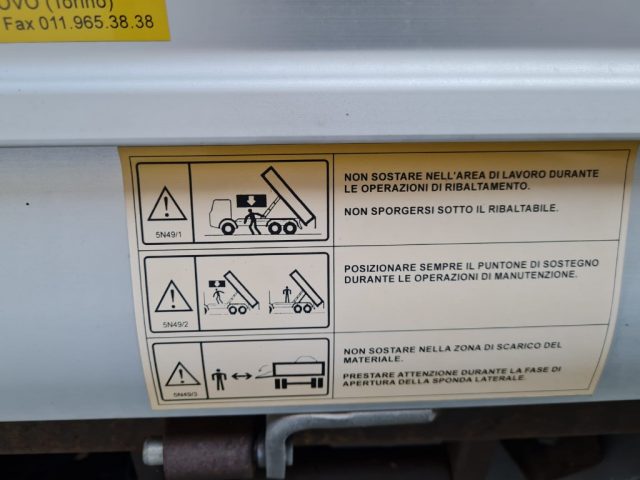 OVO (Torino)
Fax 011.965.38.38
5N49/1
NON SOSTARE NELL'AREA DI LAVORO DURANTE
LE OPERAZIONI DI RIBALTAMENTO.
NON SPORGERSI SOTTO IL RIBALTABILE.
5N49/2
POSIZIONARE SEMPRE IL PUNTONE DI SOSTEGNO
DURANTE LE OPERAZIONI DI MANUTENZIONE.
5N49/3
NON SOSTARE NELLA ZONA DI SCARICO DEL
MATERIALE.
PRESTARE ATTENZIONE DURANTE LA FASE DI
APERTURA DELLA SPONDA LATERALE.